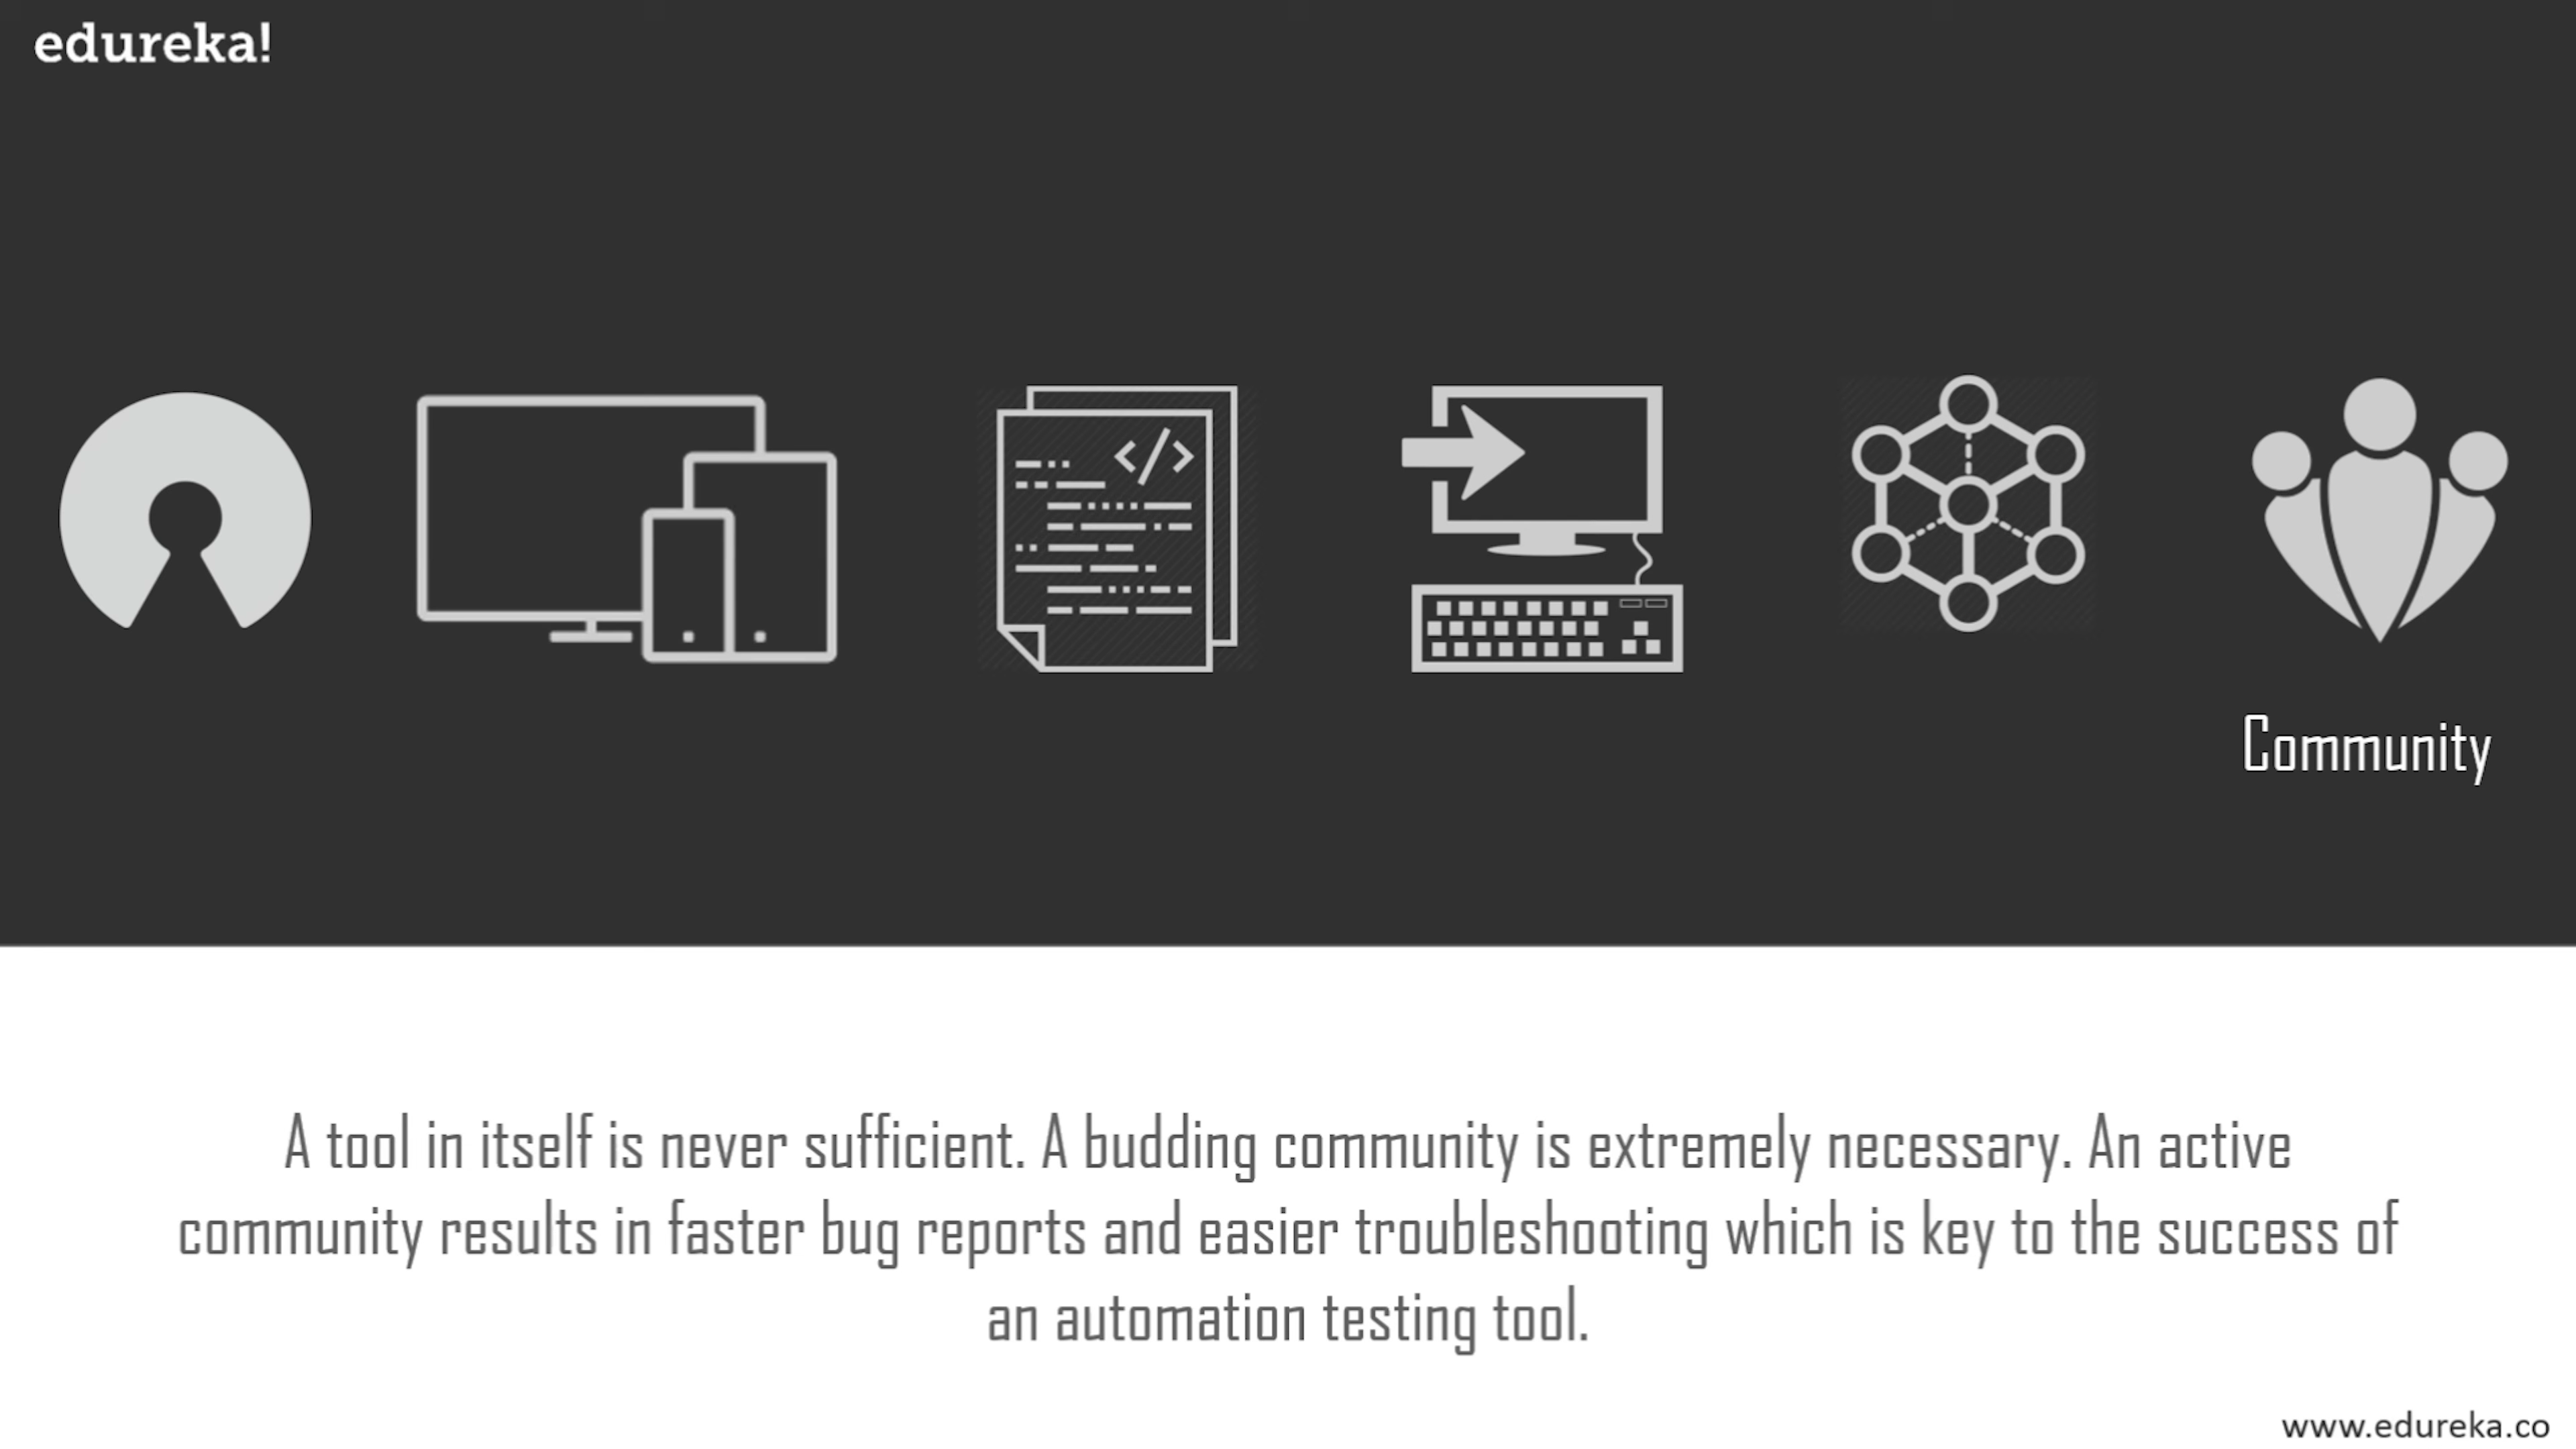 edureka!
</>
Community
A tool in itself is never sufficient. A budding community is extremely necessary. An active
community results in faster bug reports and easier troubleshooting which is key to the success of
an automation testing tool.
www.edureka.co